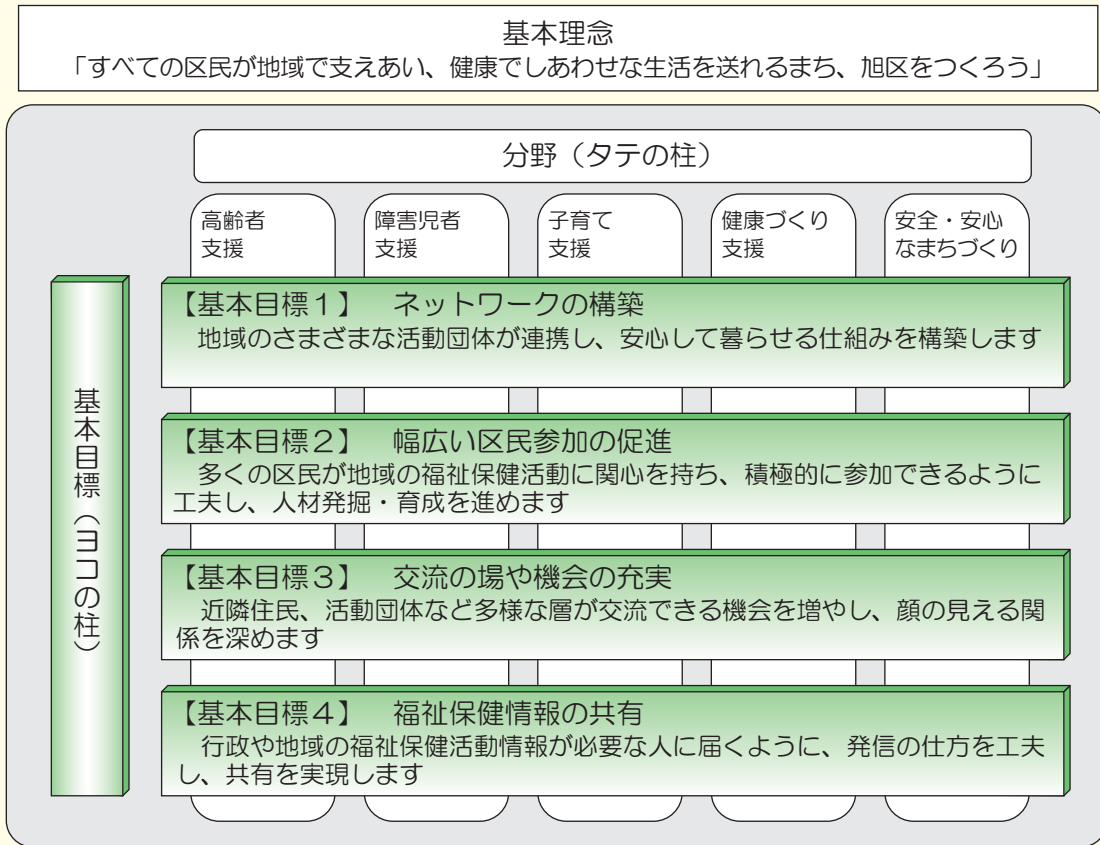 基本理念
「すべての区民が地域で支えあい、健康でしあわせな生活を送れるまち、旭区をつくろう」
分野（タテの柱）
高齢者
支援
障害児者
支援
子育て
支援
健康づくり
支援
安全・安心
なまちづくり
基本目標（ヨコの柱）
【基本目標１】　ネットワークの構築
地域のさまざまな活動団体が連携し、安心して暮らせる仕組みを構築します
【基本目標２】　幅広い区民参加の促進
多くの区民が地域の福祉保健活動に関心を持ち、積極的に参加できるように
工夫し、人材発掘・育成を進めます
【基本目標３】　交流の場や機会の充実
近隣住民、活動団体など多様な層が交流できる機会を増やし、顔の見える関
係を深めます
【基本目標４】　福祉保健情報の共有
行政や地域の福祉保健活動情報が必要な人に届くように、発信の仕方を工夫
し、共有を実現します